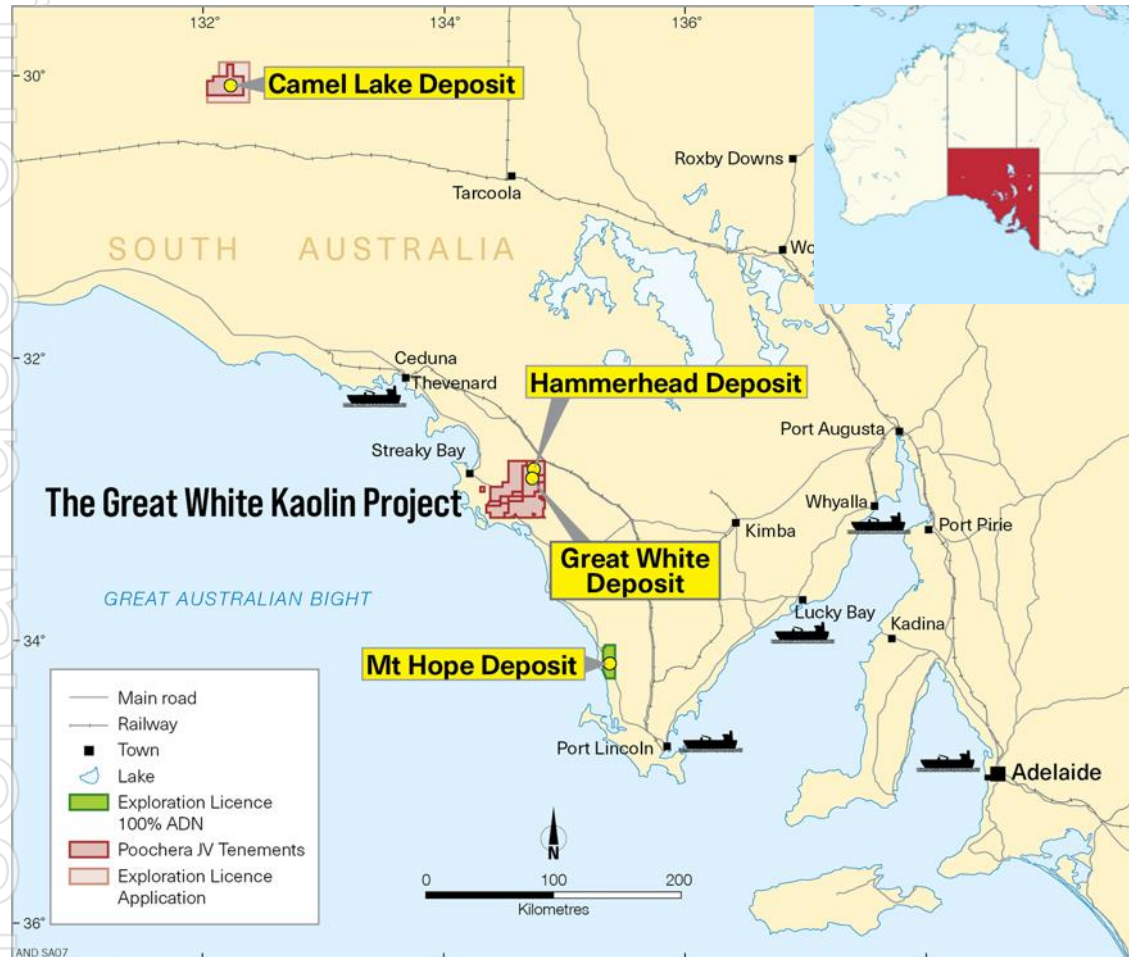 132°
134°
136°
30°
Camel Lake Deposit
Roxby Downs
Tarcoola
SOUTH AUSTRALIA
Wo
32°
Ceduna
Thevenard
Hammerhead Deposit
Port Augusta
Streaky Bay
The Great White Kaolin Project
Whyalla
Kimba
Port Pirie
Great White
Deposit
GREAT AUSTRALIAN BIGHT
Lucky Bay
Kadina
34°
Mt Hope Deposit
Main road
Railway
Town
Lake
Exploration Licence
100% ADN
Poochera JV Tenements
Exploration Licence
Application
Port Lincoln
Adelaide
N
0 100 200
Kilometres
36°
AND SA07